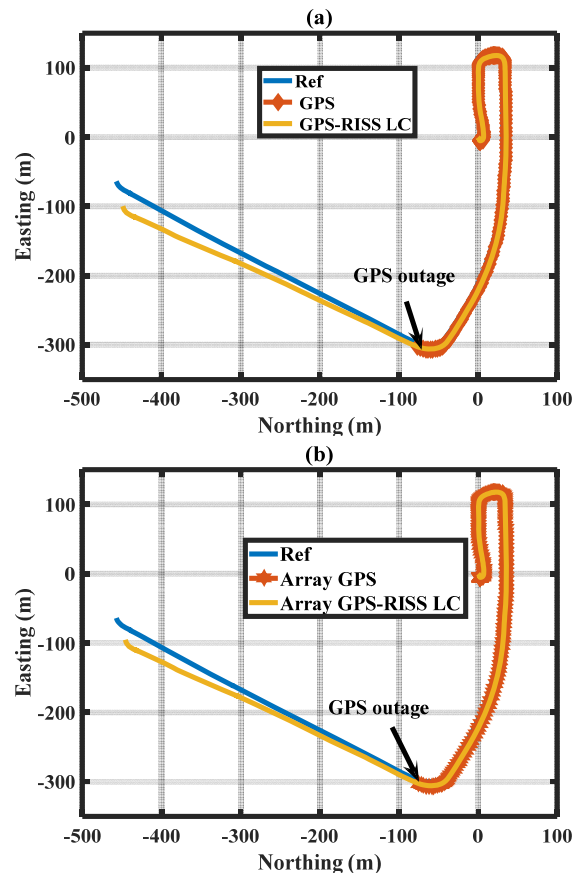 (a)
100
0
-100
-200
-300
Easting (m)
Ref
GPS
GPS-RISS LC
GPS outage
-500 -400 -300 -200 -100 0 100
Northing (m)
(b)
100
0
-100
-200
-300
Easting (m)
Ref
Array GPS
Array GPS-RISS LC
GPS outage
-500 -400 -300 -200 -100 0 100
Northing (m)